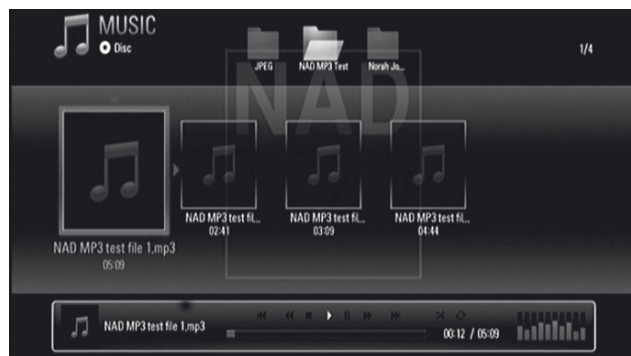 MUSIC
Disc
JPEG
NAD MP3 Test
Norah Jo...
1/4
NAD
NAD MP3 test file 1.mp3
05:09
NAD MP3 test fil...
02:41
NAD MP3 test fil...
03:09
NAD MP3 test fil...
04:44
NAD MP3 test file 1.mp3
00:12 / 05:09